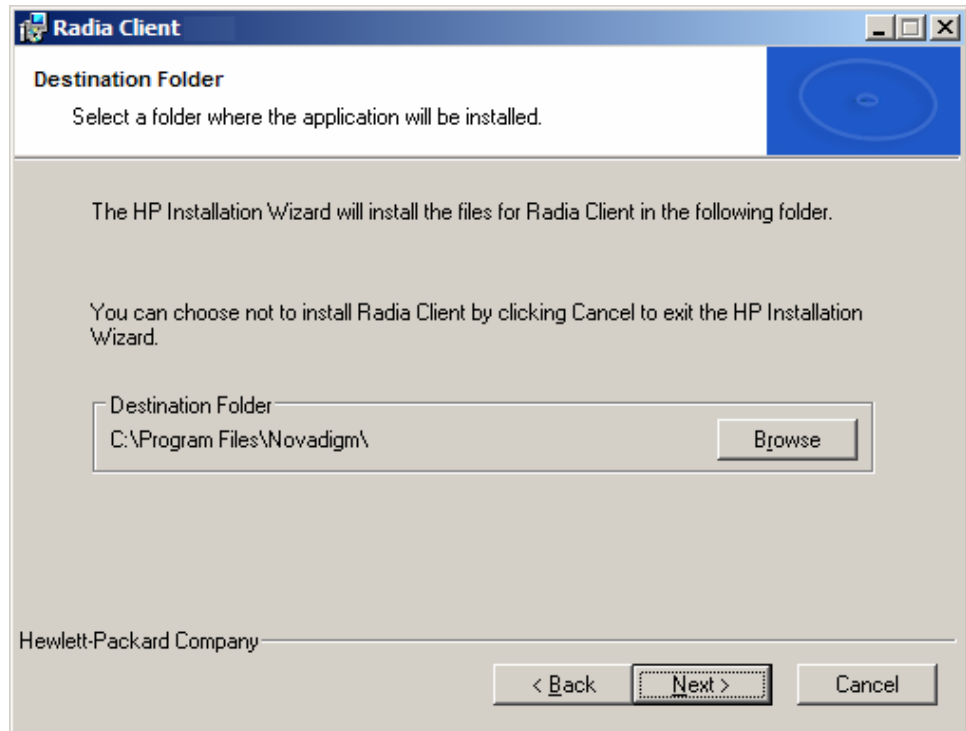 Radia Client
Destination Folder
Select a folder where the application will be installed.
The HP Installation Wizard will install the files for Radia Client in the following folder.
You can choose not to install Radia Client by clicking Cancel to exit the HP Installation
Wizard.
Destination Folder
C:\Program Files\Novadigm\
Browse
Hewlett-Packard Company
< Back
Next >
Cancel